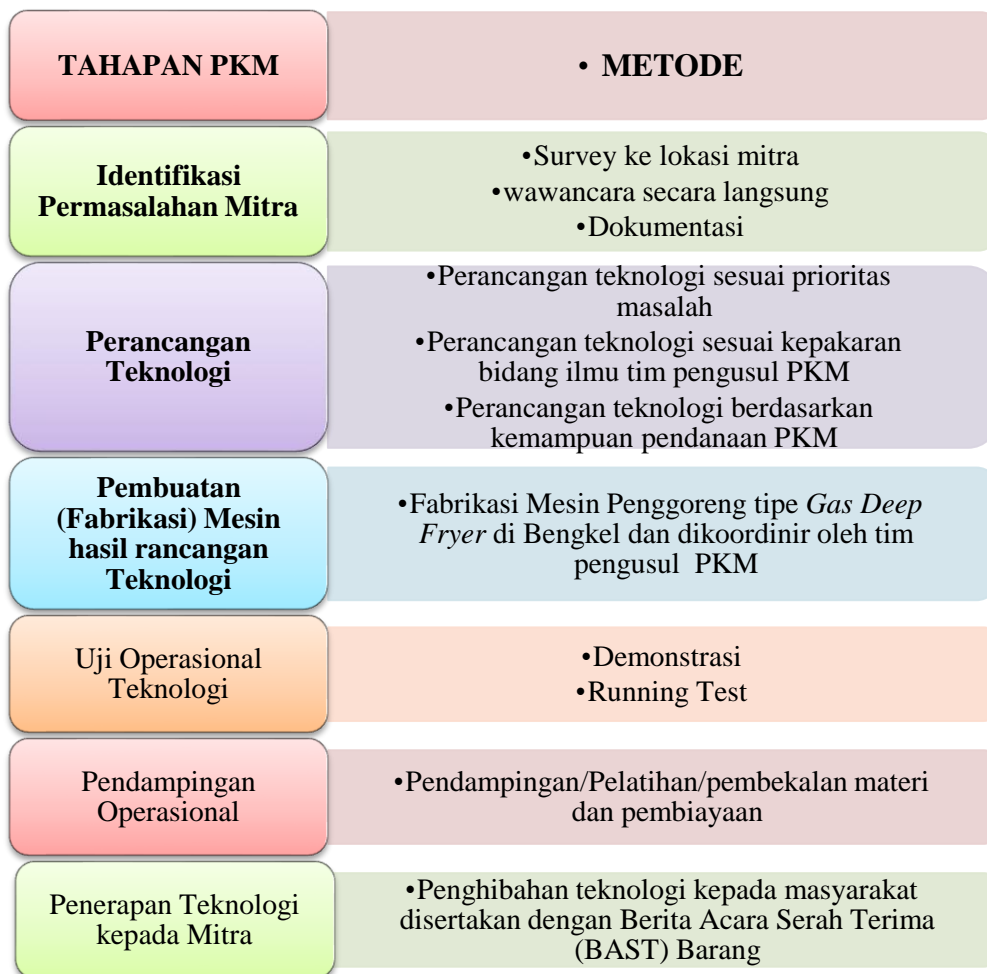 TAHAPAN PKM
• METODE
Identifikasi
Permasalahan Mitra
•Survey ke lokasi mitra
•wawancara secara langsung
•Dokumentasi
Perancangan
Teknologi
•Perancangan teknologi sesuai prioritas
masalah
•Perancangan teknologi sesuai kepakaran
bidang ilmu tim pengusul PKM
•Perancangan teknologi berdasarkan
kemampuan pendanaan PKM
Pembuatan
(Fabrikasi) Mesin
hasil rancangan
Teknologi
•Fabrikasi Mesin Penggoreng tipe Gas Deep
Fryer di Bengkel dan dikoordinir oleh tim
pengusul PKM
Uji Operasional
Teknologi
•Demonstrasi
•Running Test
Pendampingan
Operasional
•Pendampingan/Pelatihan/pembekalan materi
dan pembiayaan
Penerapan Teknologi
kepada Mitra
•Penghibahan teknologi kepada masyarakat
disertakan dengan Berita Acara Serah Terima
(BAST) Barang